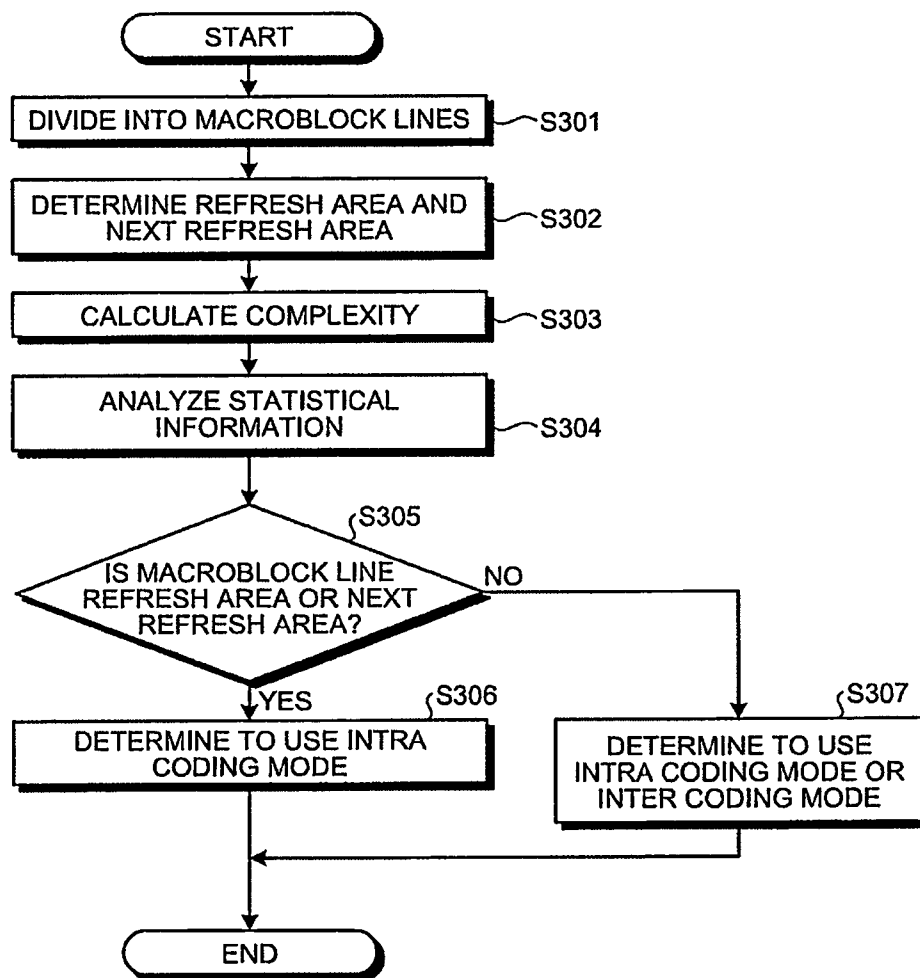 START
DIVIDE INTO MACROBLOCK LINES
S301
DETERMINE REFRESH AREA AND
NEXT REFRESH AREA
S302
CALCULATE COMPLEXITY
S303
ANALYZE STATISTICAL
INFORMATION
S304
S305
IS MACROBLOCK LINE
REFRESH AREA OR NEXT
REFRESH AREA?
NO
YES
S306
DETERMINE TO USE INTRA
CODING MODE
S307
DETERMINE TO USE
INTRA CODING MODE OR
INTER CODING MODE
END